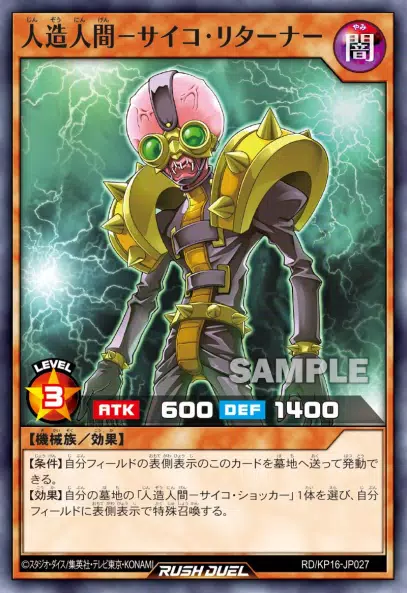 人造人間－サイコ・リターナー
闇
SAMPLE
LEVEL
3
ATK 600 DEF 1400
【機械族／効果】
【条件】自分フィールドの表側表示のこのカードを墓地へ送って発動で
きる。
【効果】自分の墓地の「人造人間－サイコ・ショッカー」1体を選び、自分
フィールドに表側表示で特殊召喚する。
©スタジオ・ダイス/集英社・テレビ東京・KONAMI RUSH DUEL RD/KP16-JP027